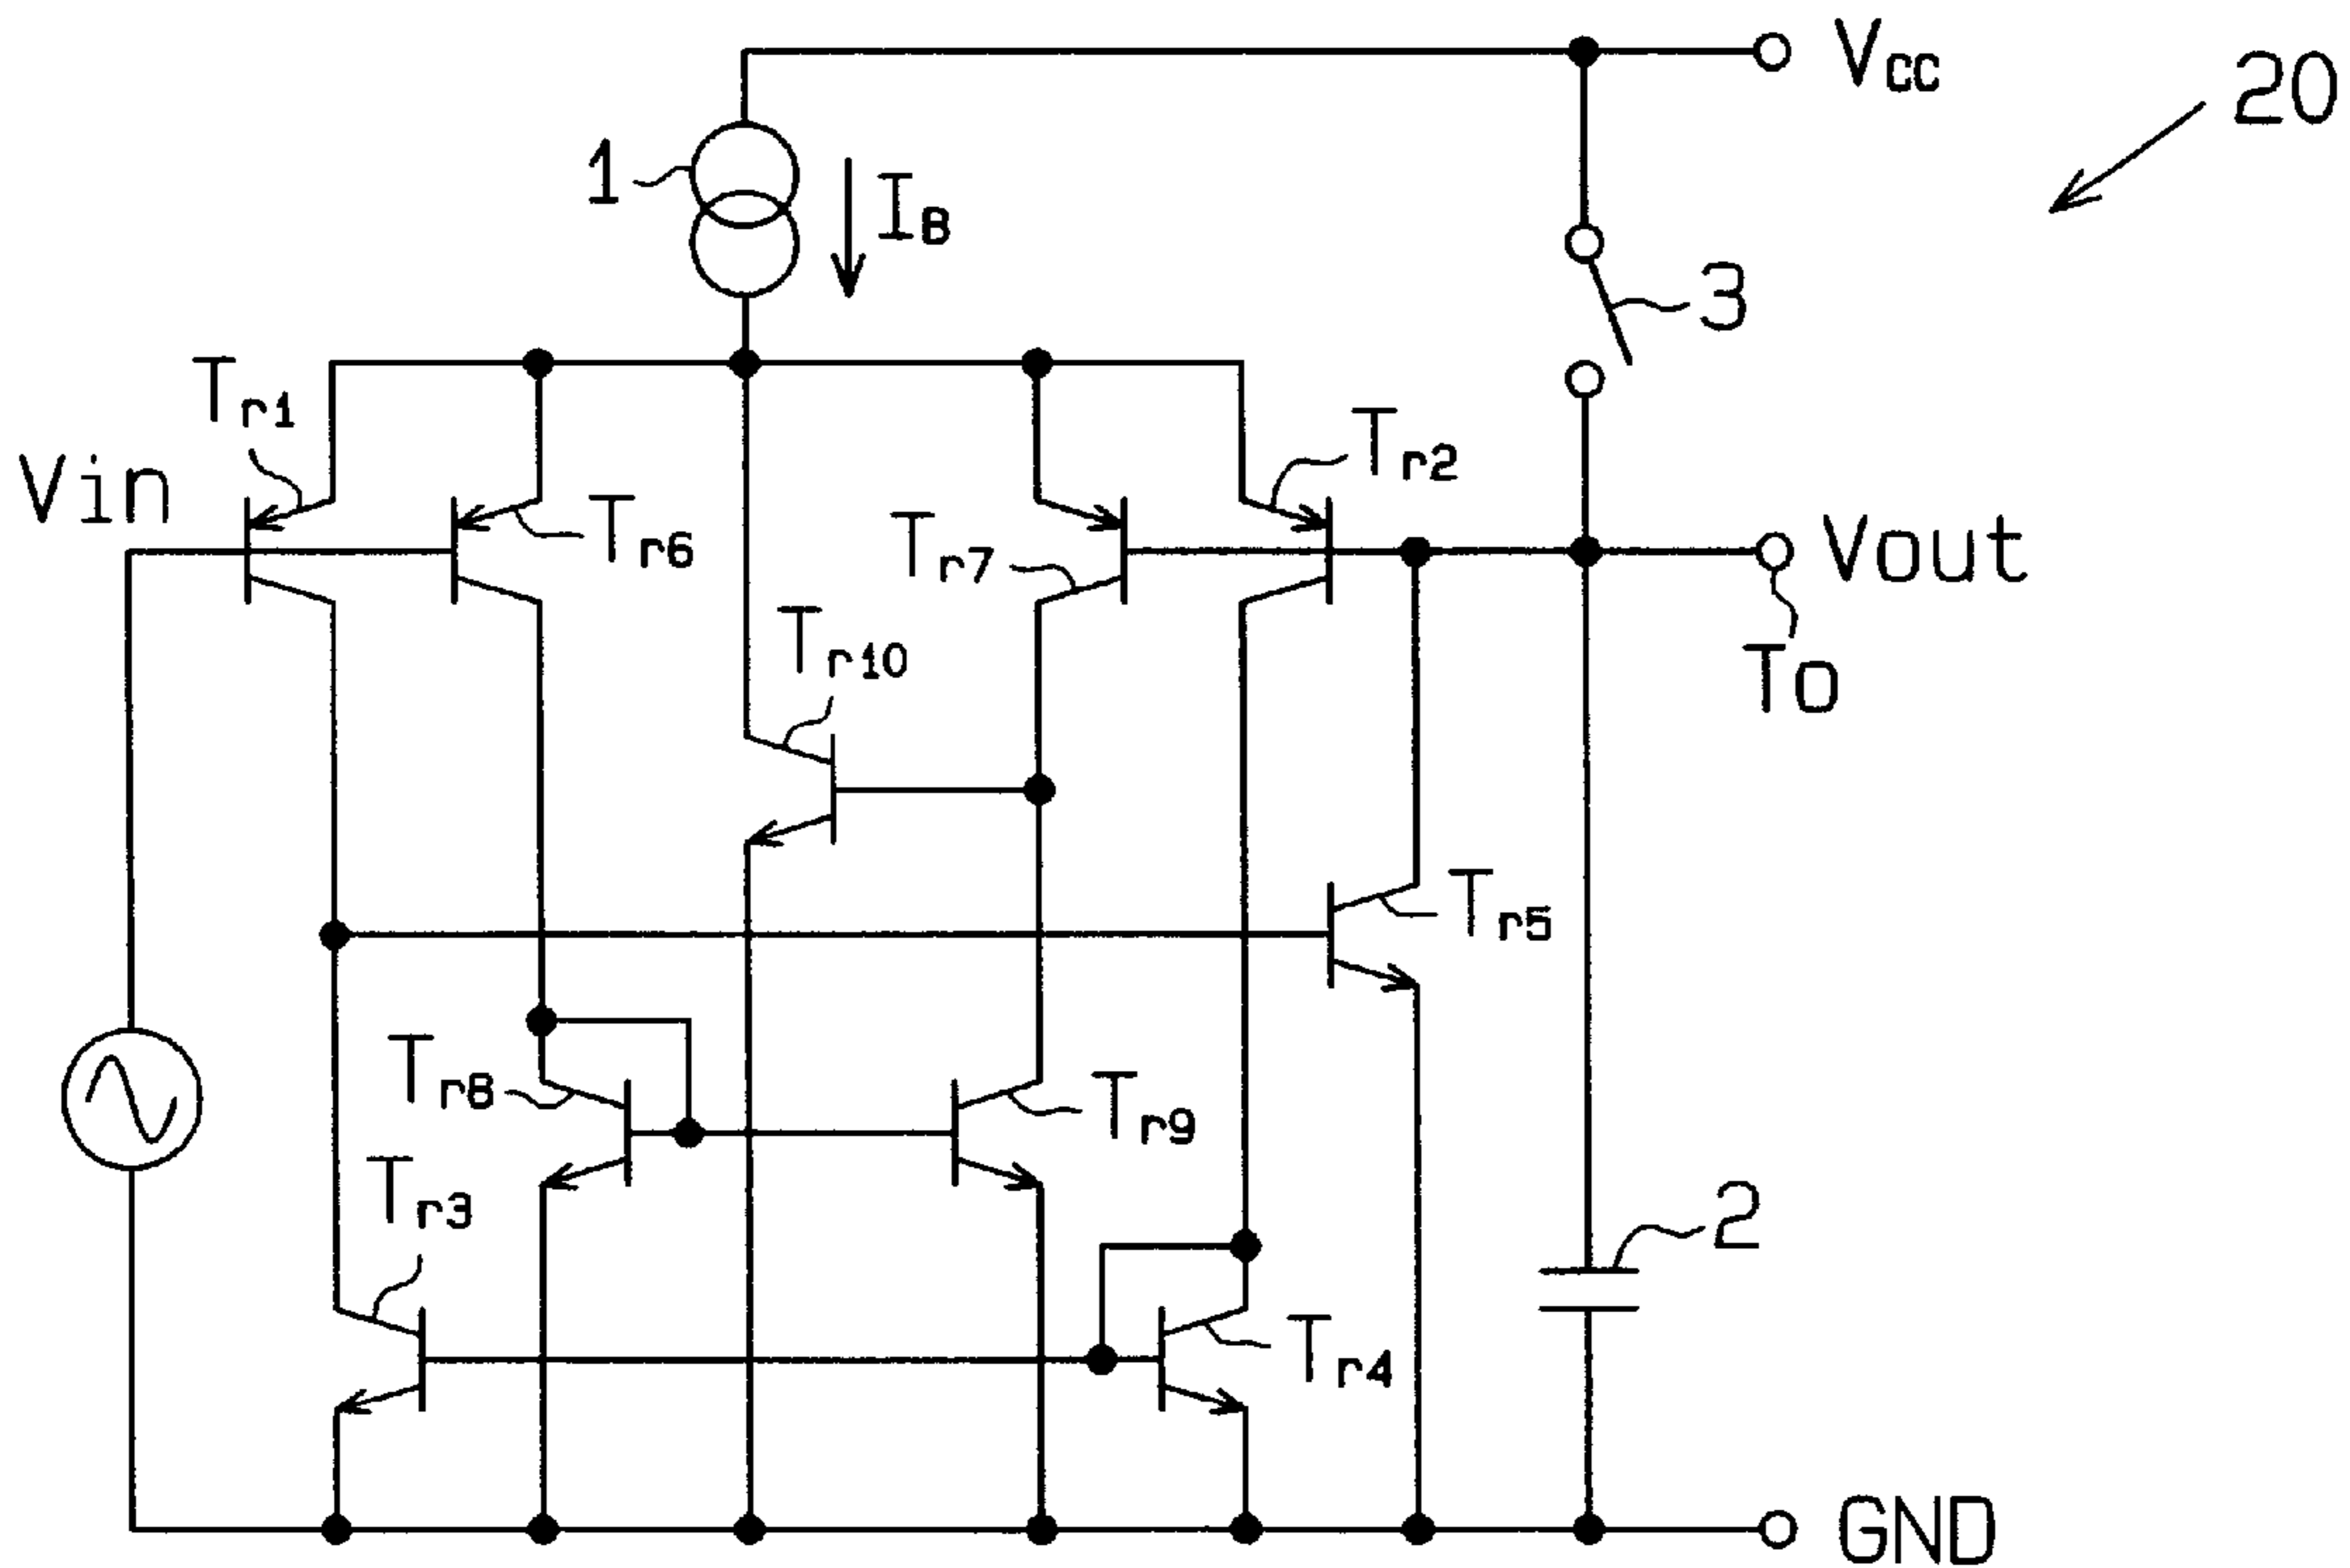 Vcc
20
1
IB
3
Tr1
Tr2
Vin
Tr6
Tr7
Vout
Tr10
To
Tr5
Tr8
Tr9
Tr3
2
Tr4
GND